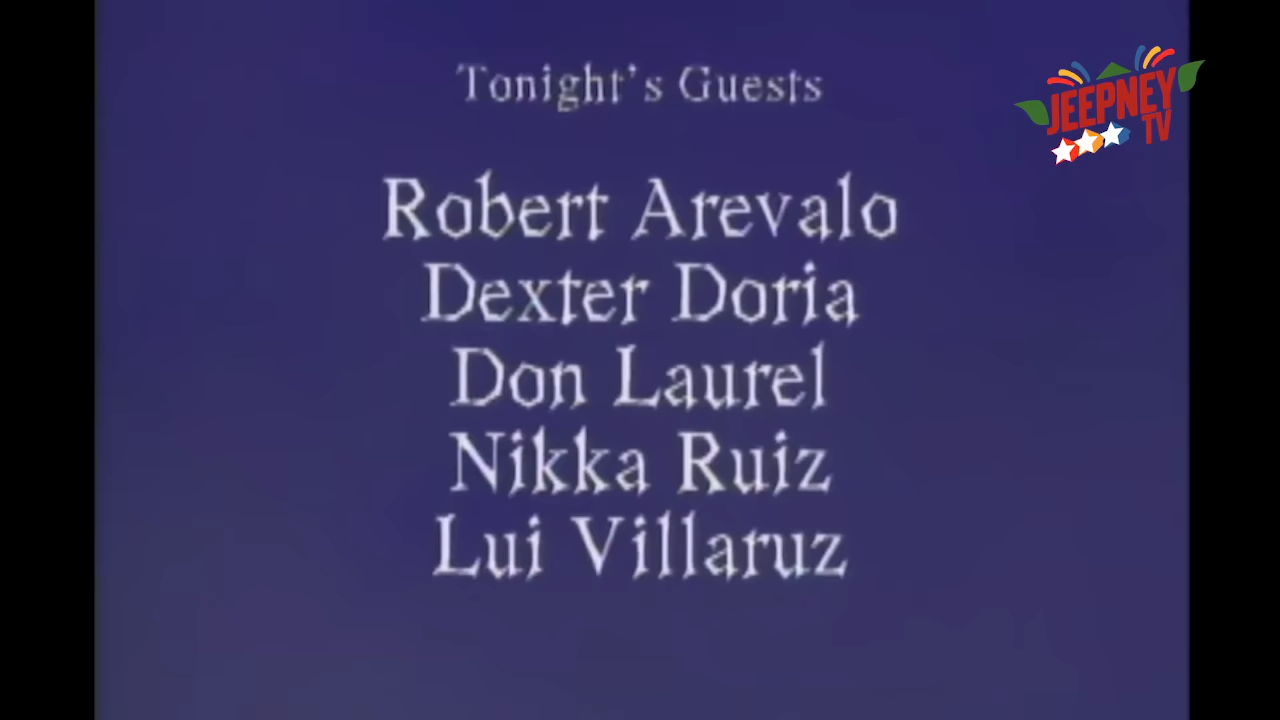 Tonight's Guests
JEEPNEY
TV
Robert Arevalo
Dexter Doria
Don Laurel
Nikka Ruiz
Lui Villaruz